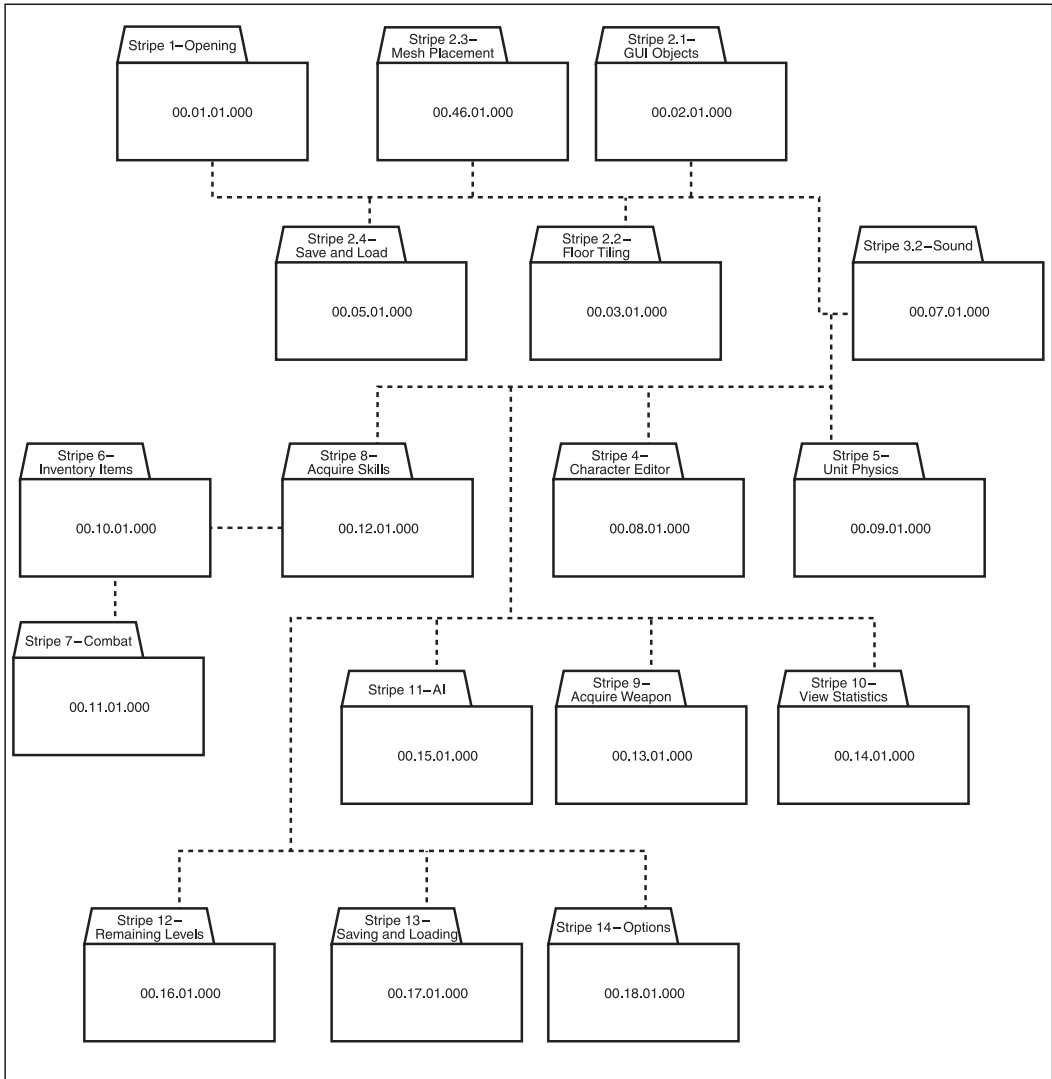 Stripe 1–Opening
00.01.01.000
Stripe 2.3–
Mesh Placement
00.46.01.000
Stripe 2.1–
GUI Objects
00.02.01.000
Stripe 2.4–
Save and Load
00.05.01.000
Stripe 2.2–
Floor Tiling
00.03.01.000
Stripe 3.2–Sound
00.07.01.000
Stripe 6–
Inventory Items
00.10.01.000
Stripe 8–
Acquire Skills
00.12.01.000
Stripe 4–
Character Editor
00.08.01.000
Stripe 5–
Unit Physics
00.09.01.000
Stripe 7–Combat
00.11.01.000
Stripe 11–AI
00.15.01.000
Stripe 9–
Acquire Weapon
00.13.01.000
Stripe 10–
View Statistics
00.14.01.000
Stripe 12–
Remaining Levels
00.16.01.000
Stripe 13–
Saving and Loading
00.17.01.000
Stripe 14–Options
00.18.01.000